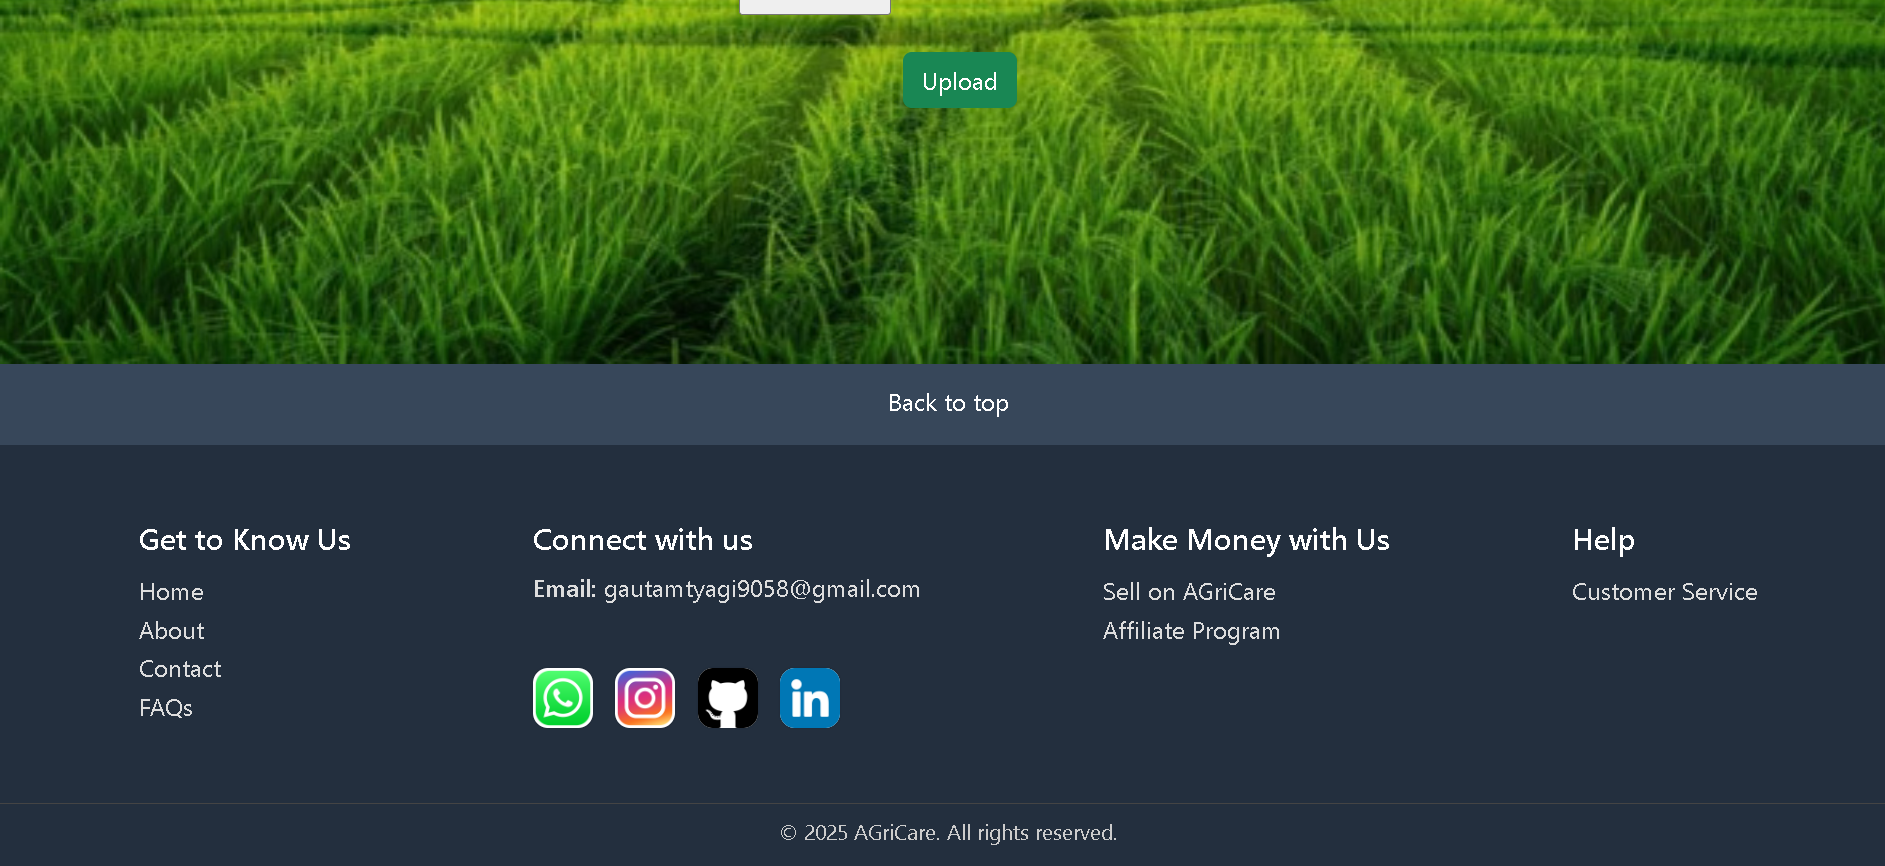 Upload
Back to top
Get to Know Us
Home
About
Contact
FAQs
Connect with us
Email: gautamtyagi9058@gmail.com
in
Make Money with Us
Sell on AGriCare
Affiliate Program
Help
Customer Service
© 2025 AGriCare. All rights reserved.